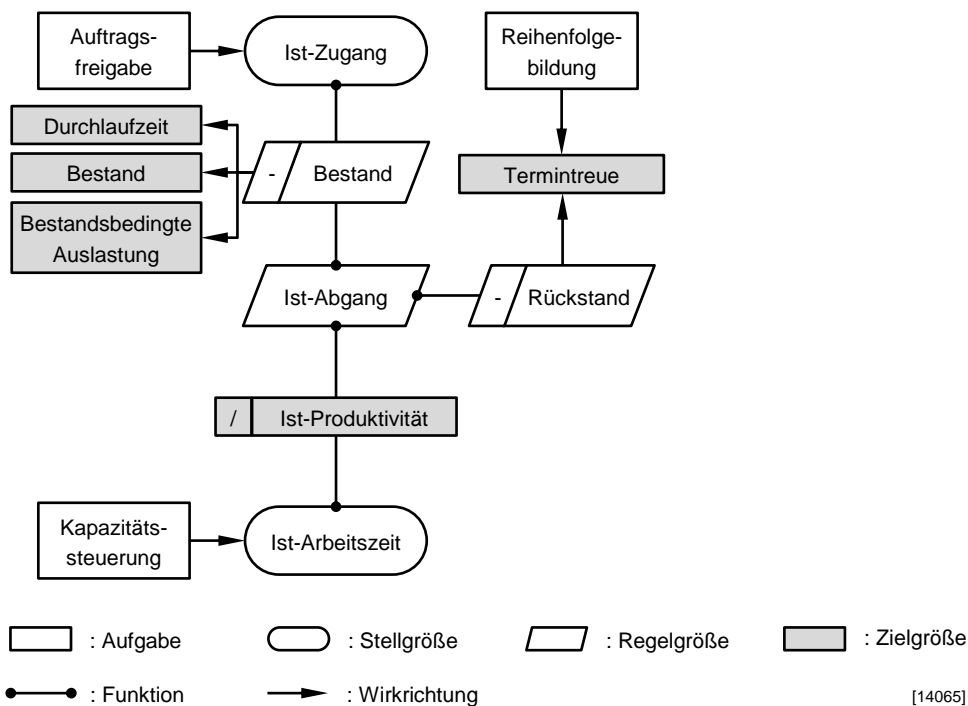 Auftrags-
freigabe
Ist-Zugang
Reihenfolge-
bildung
Durchlaufzeit
Bestand
Bestandsbedingte
Auslastung
- Bestand
Termintreue
Ist-Abgang
- Rückstand
/ Ist-Produktivität
Kapazitäts-
steuerung
Ist-Arbeitszeit
: Aufgabe
: Stellgröße
: Regelgröße
: Zielgröße
: Funktion
: Wirkrichtung
[14065]